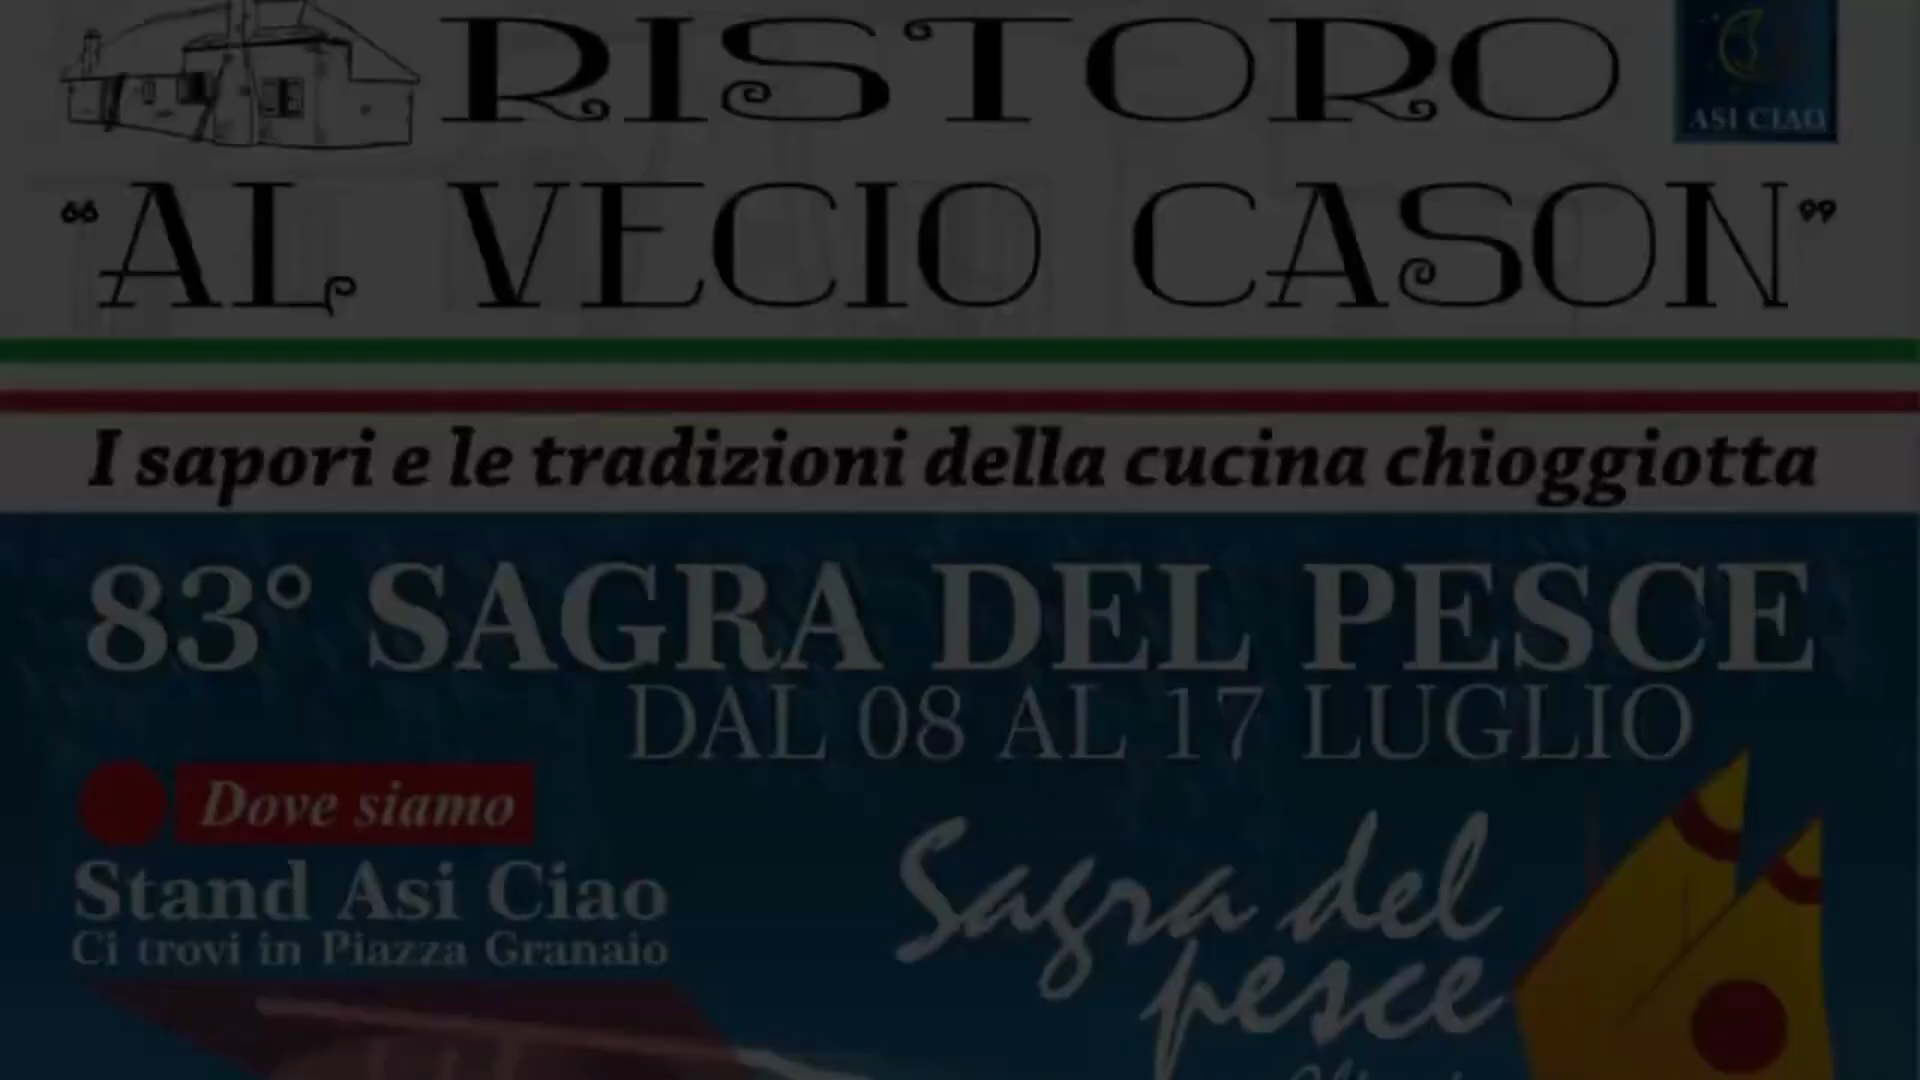 RISTORO
ASI CIAO
"AL VECIO CASON"
I sapori e le tradizioni della cucina chioggiotta
83° SAGRA DEL PESCE
DAL 08 AL 17 LUGLIO
Dove siamo
Stand Asi Ciao
Ci trovi in Piazza Granaio
Sagra del
pesce